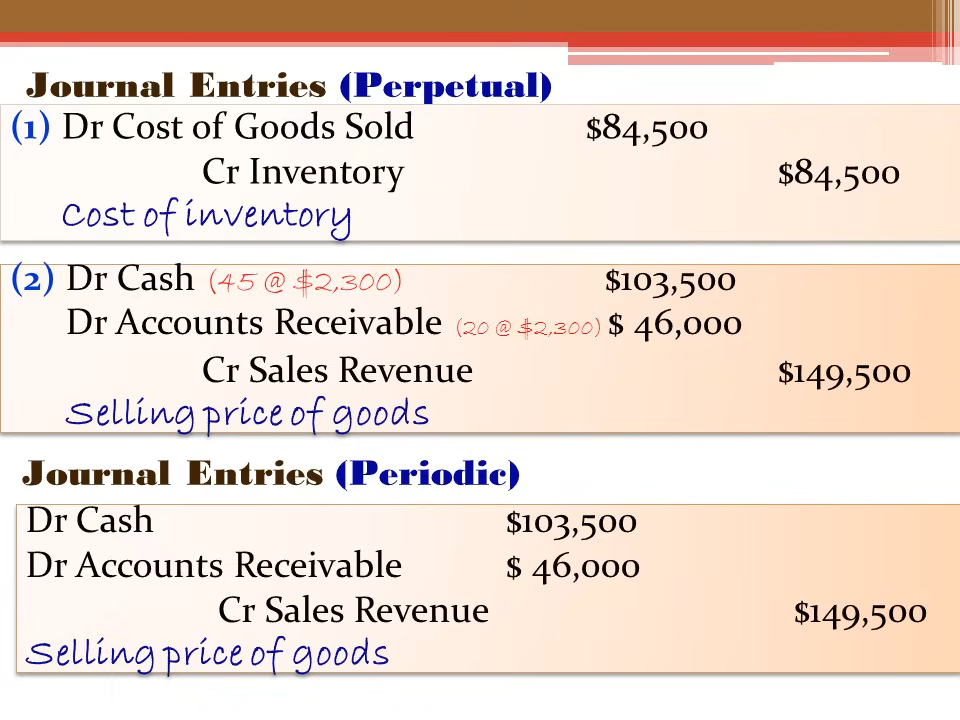 Journal Entries (Perpetual)
(1) Dr Cost of Goods Sold $84,500
Cr Inventory $84,500
Cost of inventory
(2) Dr Cash (45 @ $2,300) $103,500
Dr Accounts Receivable (20 @ $2,300) $ 46,000
Cr Sales Revenue $149,500
Selling price of goods
Journal Entries (Periodic)
Dr Cash $103,500
Dr Accounts Receivable $ 46,000
Cr Sales Revenue $149,500
Selling price of goods